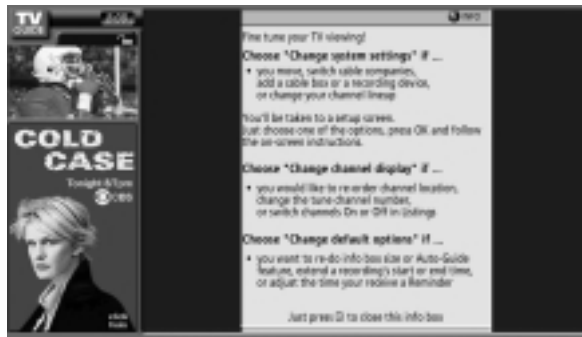 TV
GUIDE
INFO
Fine tune your TV viewing!
Choose "Change system settings" if ...
• you move, switch cable companies,
add a cable box or a recording device,
or change your channel lineup
You'll be taken to a setup screen.
Just choose one of the options, press OK and follow
the on-screen instructions.
Choose "Change channel display" if ...
• you would like to re-order channel location,
change the tune channel number,
or switch channels On or Off in Listings
Choose "Change default options" if ...
• you want to re-do info box size or Auto-Guide
feature, extend a recording's start or end time,
or adjust the time your receive a Reminder
Just press to close this info box
COLD
CASE
Tonight 8/7pm
CBS